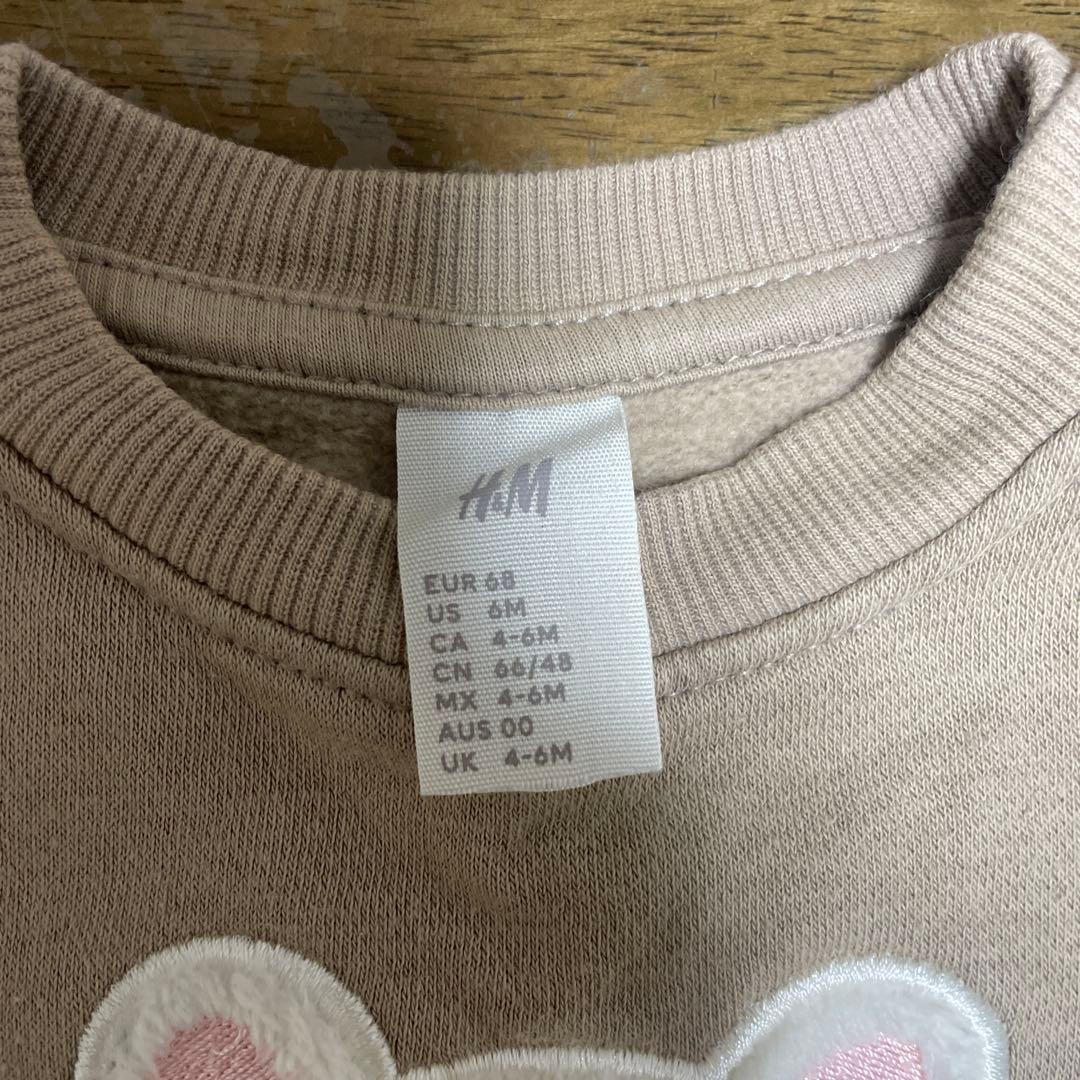 H&M
EUR 68
US 6M
CA 4-6M
CN 66/48
MX 4-6M
AUS 00
UK 4-6M